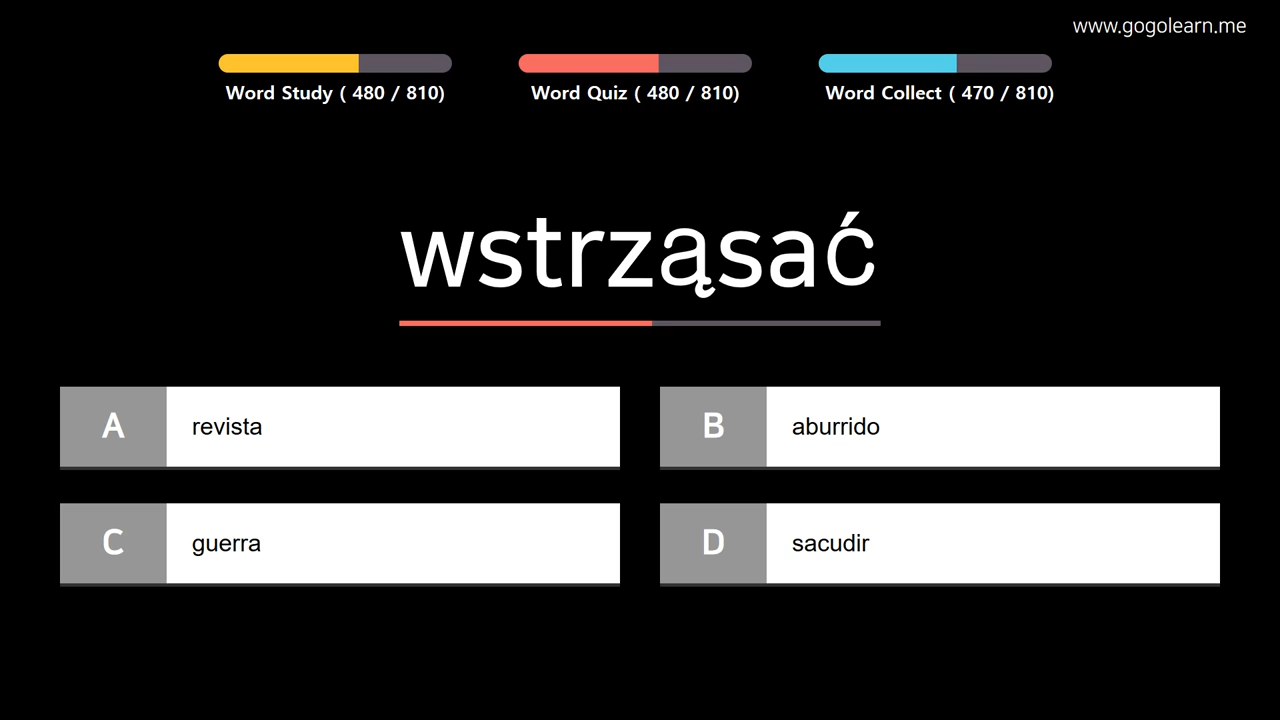 www.gogolearn.me
Word Study ( 480 / 810)
Word Quiz ( 480 / 810)
Word Collect ( 470 / 810)
wstrząsać
A revista
B aburrido
C guerra
D sacudir